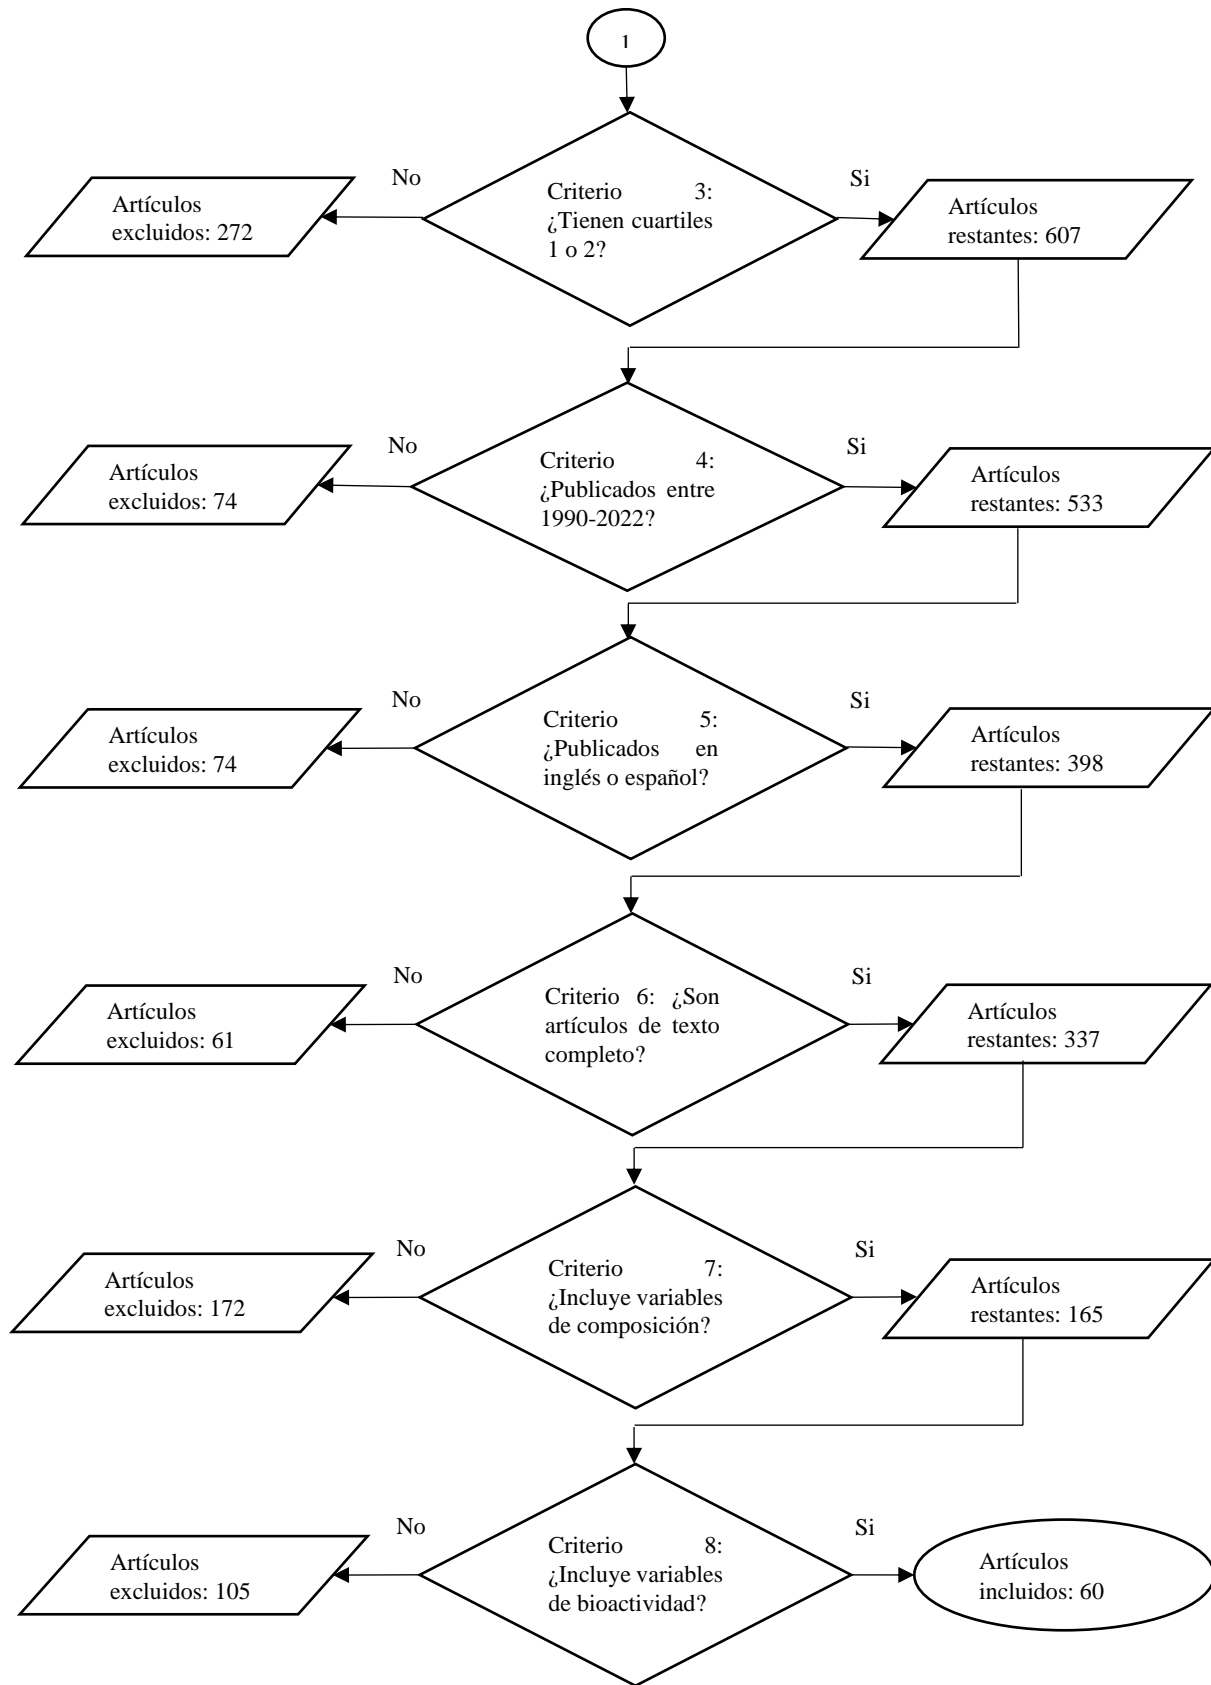 1
No
Si
Artículos
excluidos: 272
Criterio 3:
¿Tienen cuartiles
1 o 2?
Artículos
restantes: 607
No
Si
Artículos
excluidos: 74
Criterio 4:
¿Publicados entre
1990-2022?
Artículos
restantes: 533
No
Si
Artículos
excluidos: 74
Criterio 5:
¿Publicados en
inglés o español?
Artículos
restantes: 398
No
Si
Artículos
excluidos: 61
Criterio 6: ¿Son
artículos de texto
completo?
Artículos
restantes: 337
No
Si
Artículos
excluidos: 172
Criterio 7:
¿Incluye variables
de composición?
Artículos
restantes: 165
No
Si
Artículos
excluidos: 105
Criterio 8:
¿Incluye variables
de bioactividad?
Artículos
incluidos: 60